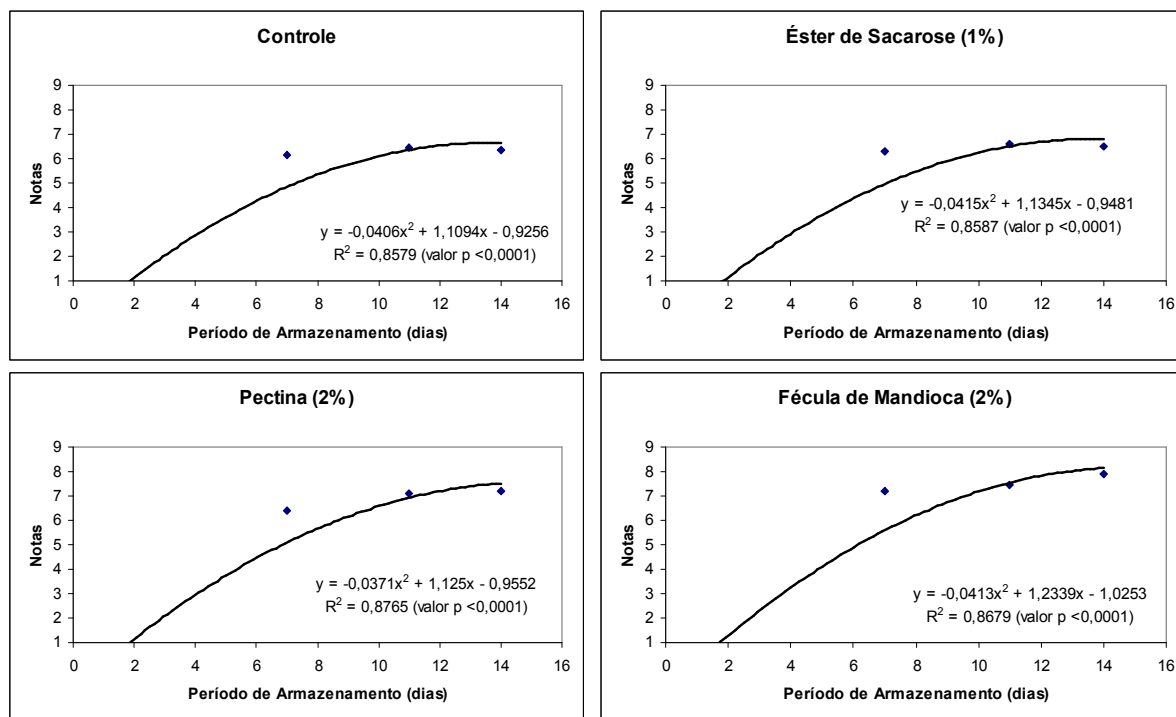 Controle
9
8
7
6
5
4
3
2
1
Notas
y = -0,0406x² + 1,1094x - 0,9256
R² = 0,8579 (valor p <0,0001)
0 2 4 6 8 10 12 14 16
Período de Armazenamento (dias)
Éster de Sacarose (1%)
9
8
7
6
5
4
3
2
1
Notas
y = -0,0415x² + 1,1345x - 0,9481
R² = 0,8587 (valor p <0,0001)
0 2 4 6 8 10 12 14 16
Período de Armazenamento (dias)
Pectina (2%)
9
8
7
6
5
4
3
2
1
Notas
y = -0,0371x² + 1,125x - 0,9552
R² = 0,8765 (valor p <0,0001)
0 2 4 6 8 10 12 14 16
Período de Armazenamento (dias)
Fécula de Mandioca (2%)
9
8
7
6
5
4
3
2
1
Notas
y = -0,0413x² + 1,2339x - 1,0253
R² = 0,8679 (valor p <0,0001)
0 2 4 6 8 10 12 14 16
Período de Armazenamento (dias)